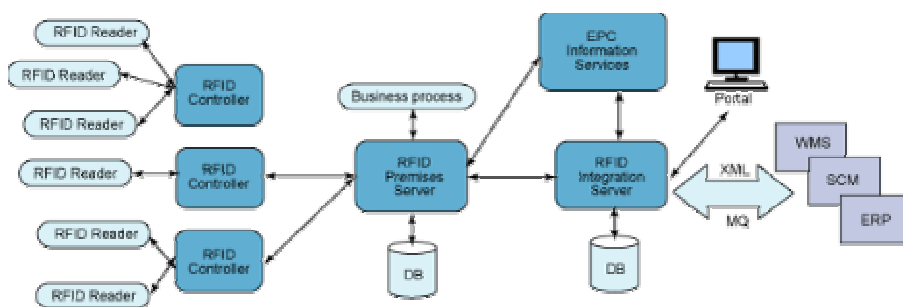 RFID Reader
RFID Reader
RFID Reader
RFID
Controller
RFID Reader
RFID
Controller
RFID Reader
RFID Reader
RFID
Controller
Business process
RFID
Premises
Server
DB
EPC
Information
Services
RFID
Integration
Server
DB
Portal
XML
MQ
WMS
SCM
ERP